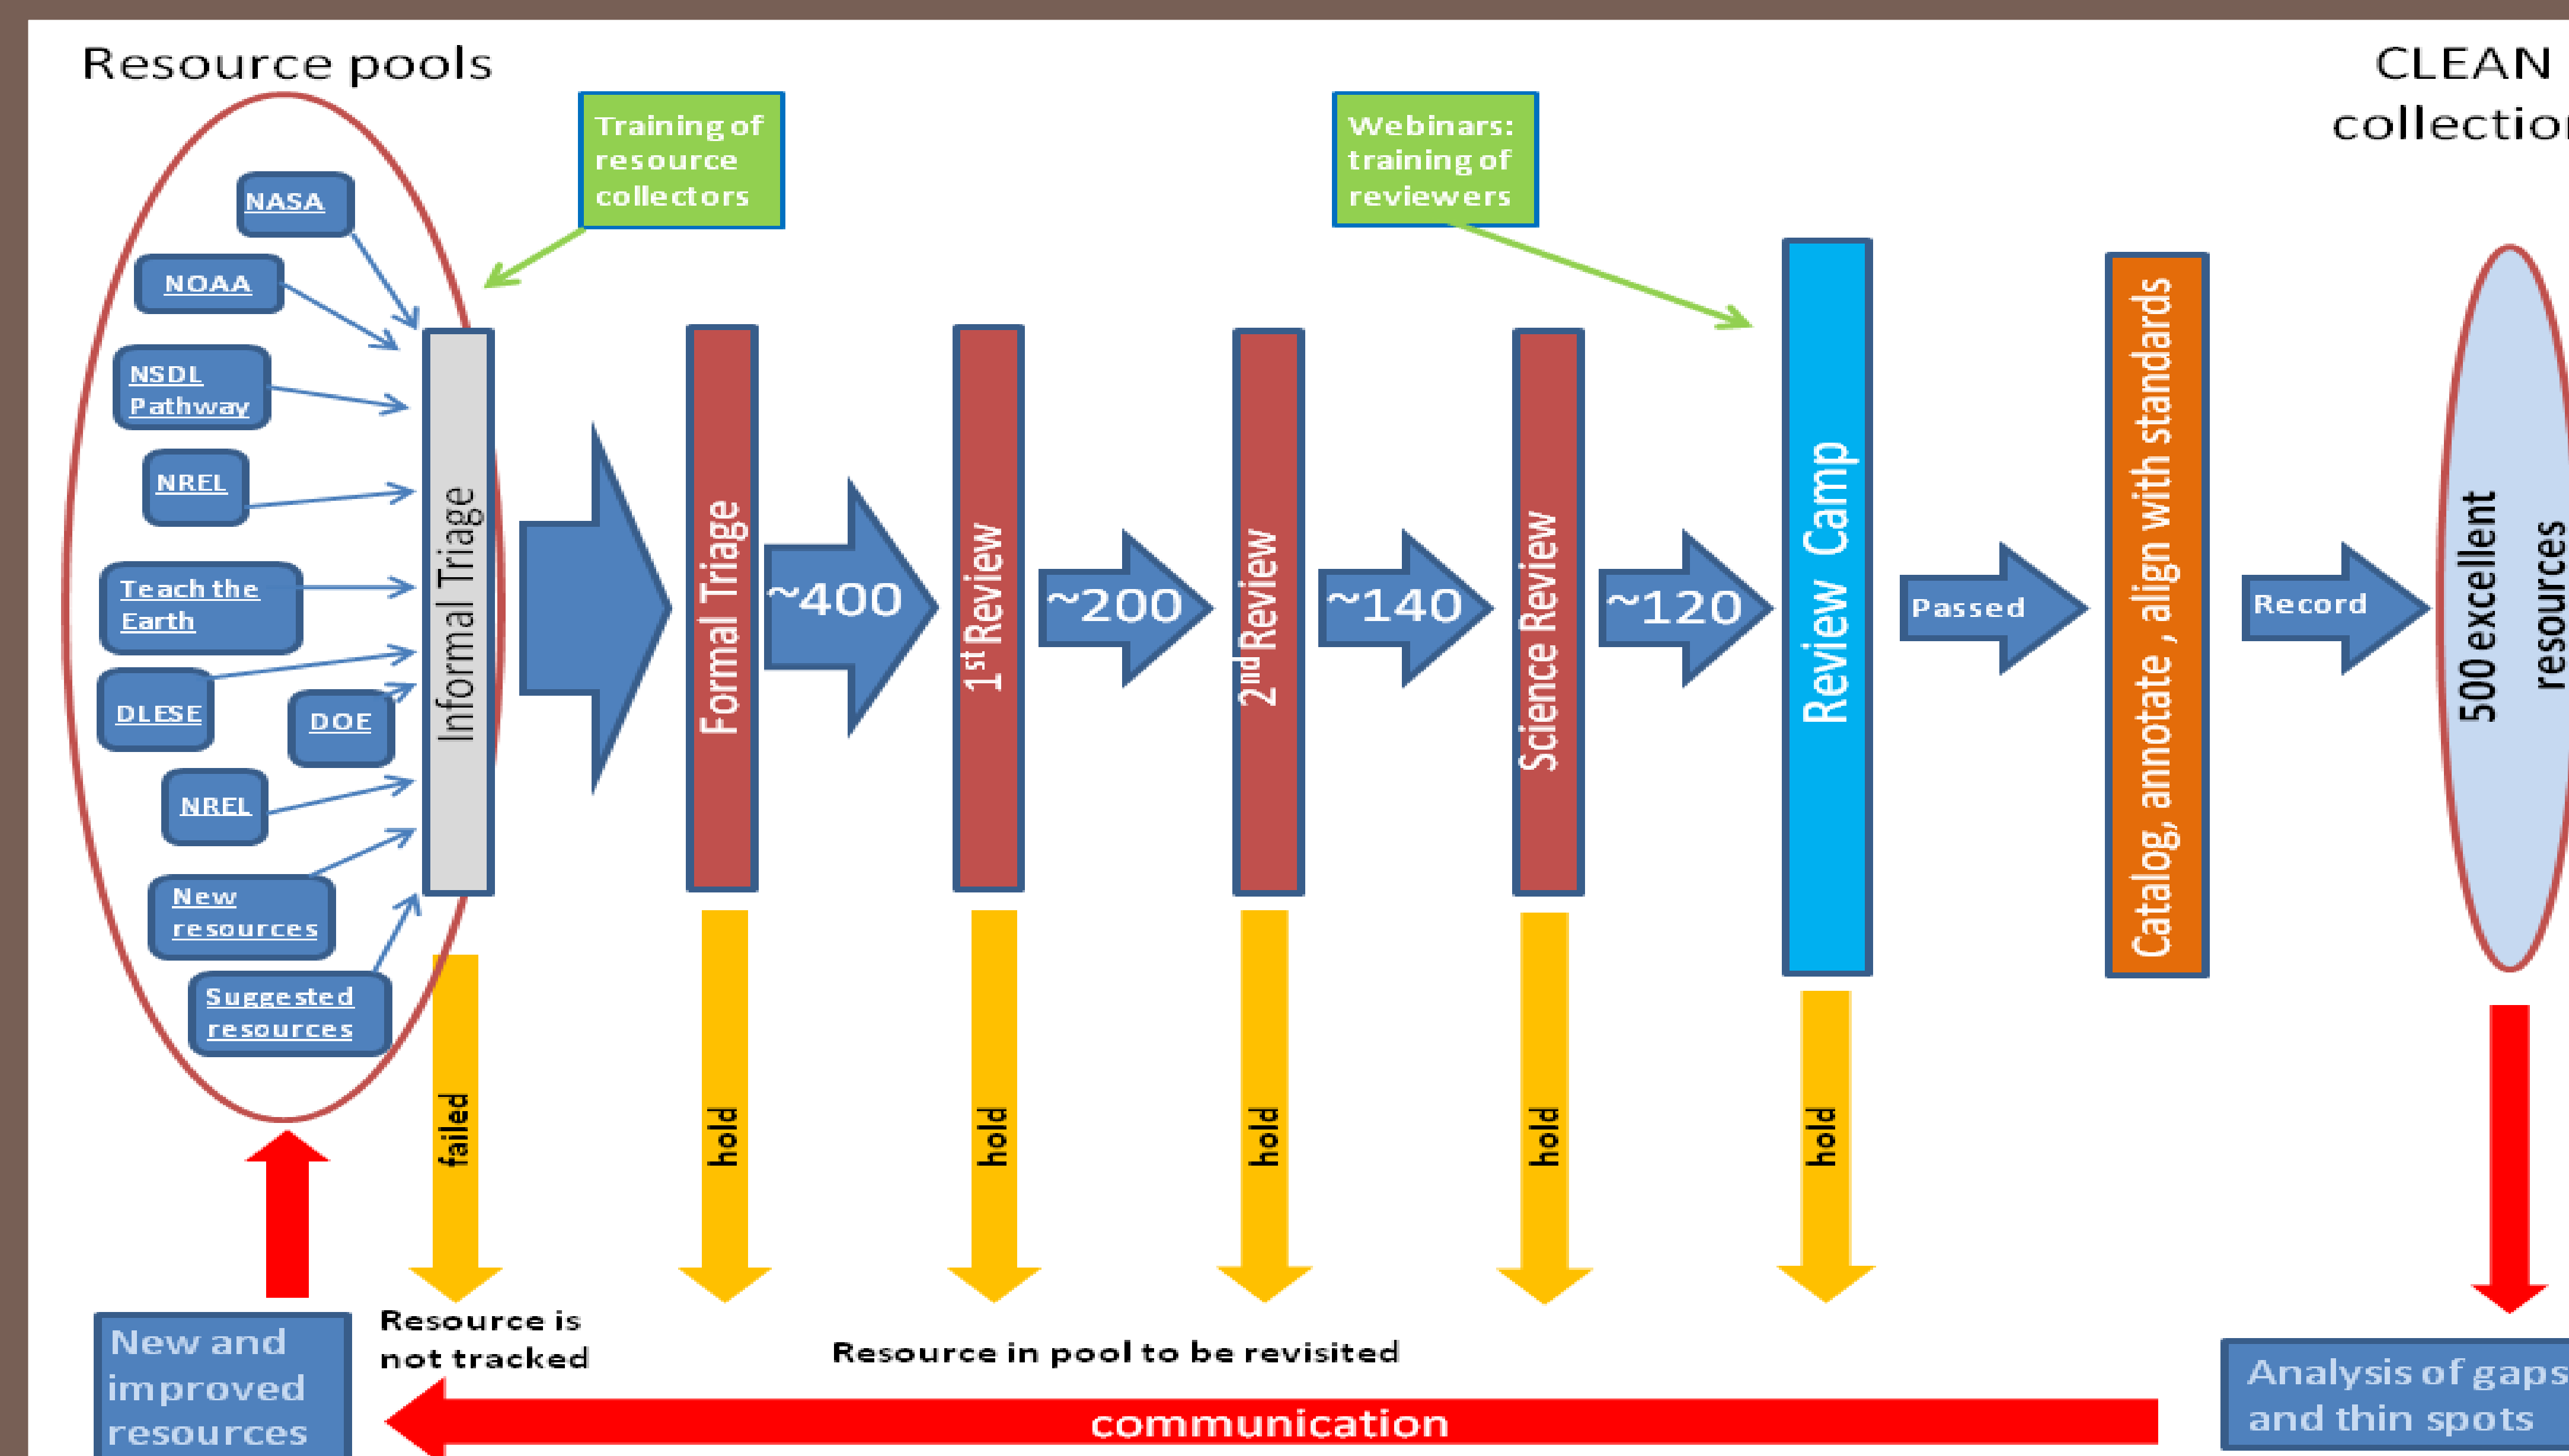 Resource pools
CLEAN
collection
Training of
resource
collectors
Webinars:
training of
reviewers
NASA
NOAA
NSDL
Pathway
NREL
Teach the
Earth
DLESE
DOE
NREL
New
resources
Suggested
resources
Informal Triage
Formal Triage
~400
1st Review
~200
2nd Review
~140
Science Review
~120
Review Camp
Passed
Catalog, annotate , align with standards
Record
500 excellent
resources
failed
hold
hold
hold
hold
hold
Resource is
not tracked
Resource in pool to be revisited
New and
improved
resources
communication
Analysis of gaps
and thin spots